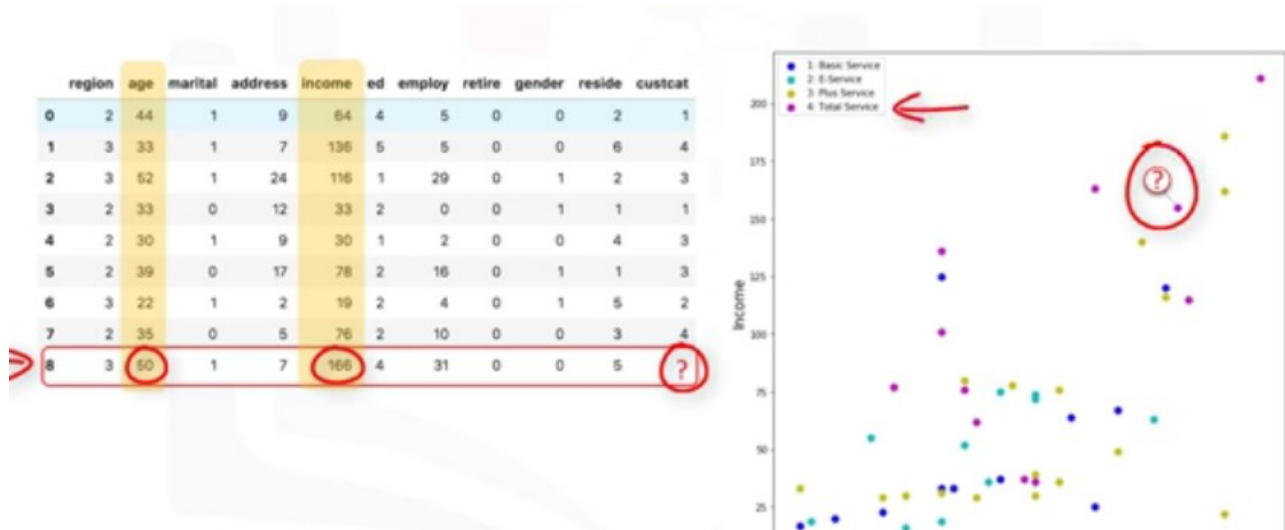 region age marital address income ed employ retire gender reside custcat
0 2 44 1 9 64 4 5 0 0 2 1
1 3 33 1 7 136 5 5 0 0 6 4
2 3 52 1 24 116 1 29 0 1 2 3
3 2 33 0 12 33 2 0 0 1 1 1
4 2 30 1 9 30 1 2 0 0 4 3
5 2 39 0 17 78 2 16 0 1 1 3
6 3 22 1 2 19 2 4 0 1 5 2
7 2 35 0 5 76 2 10 0 0 3 4
8 3 50 1 7 166 4 31 0 0 5 ?
1: Basic Service
2: E-Service
3: Plus Service
4: Total Service
200
175
?
150
125
Income
100
75
50
25